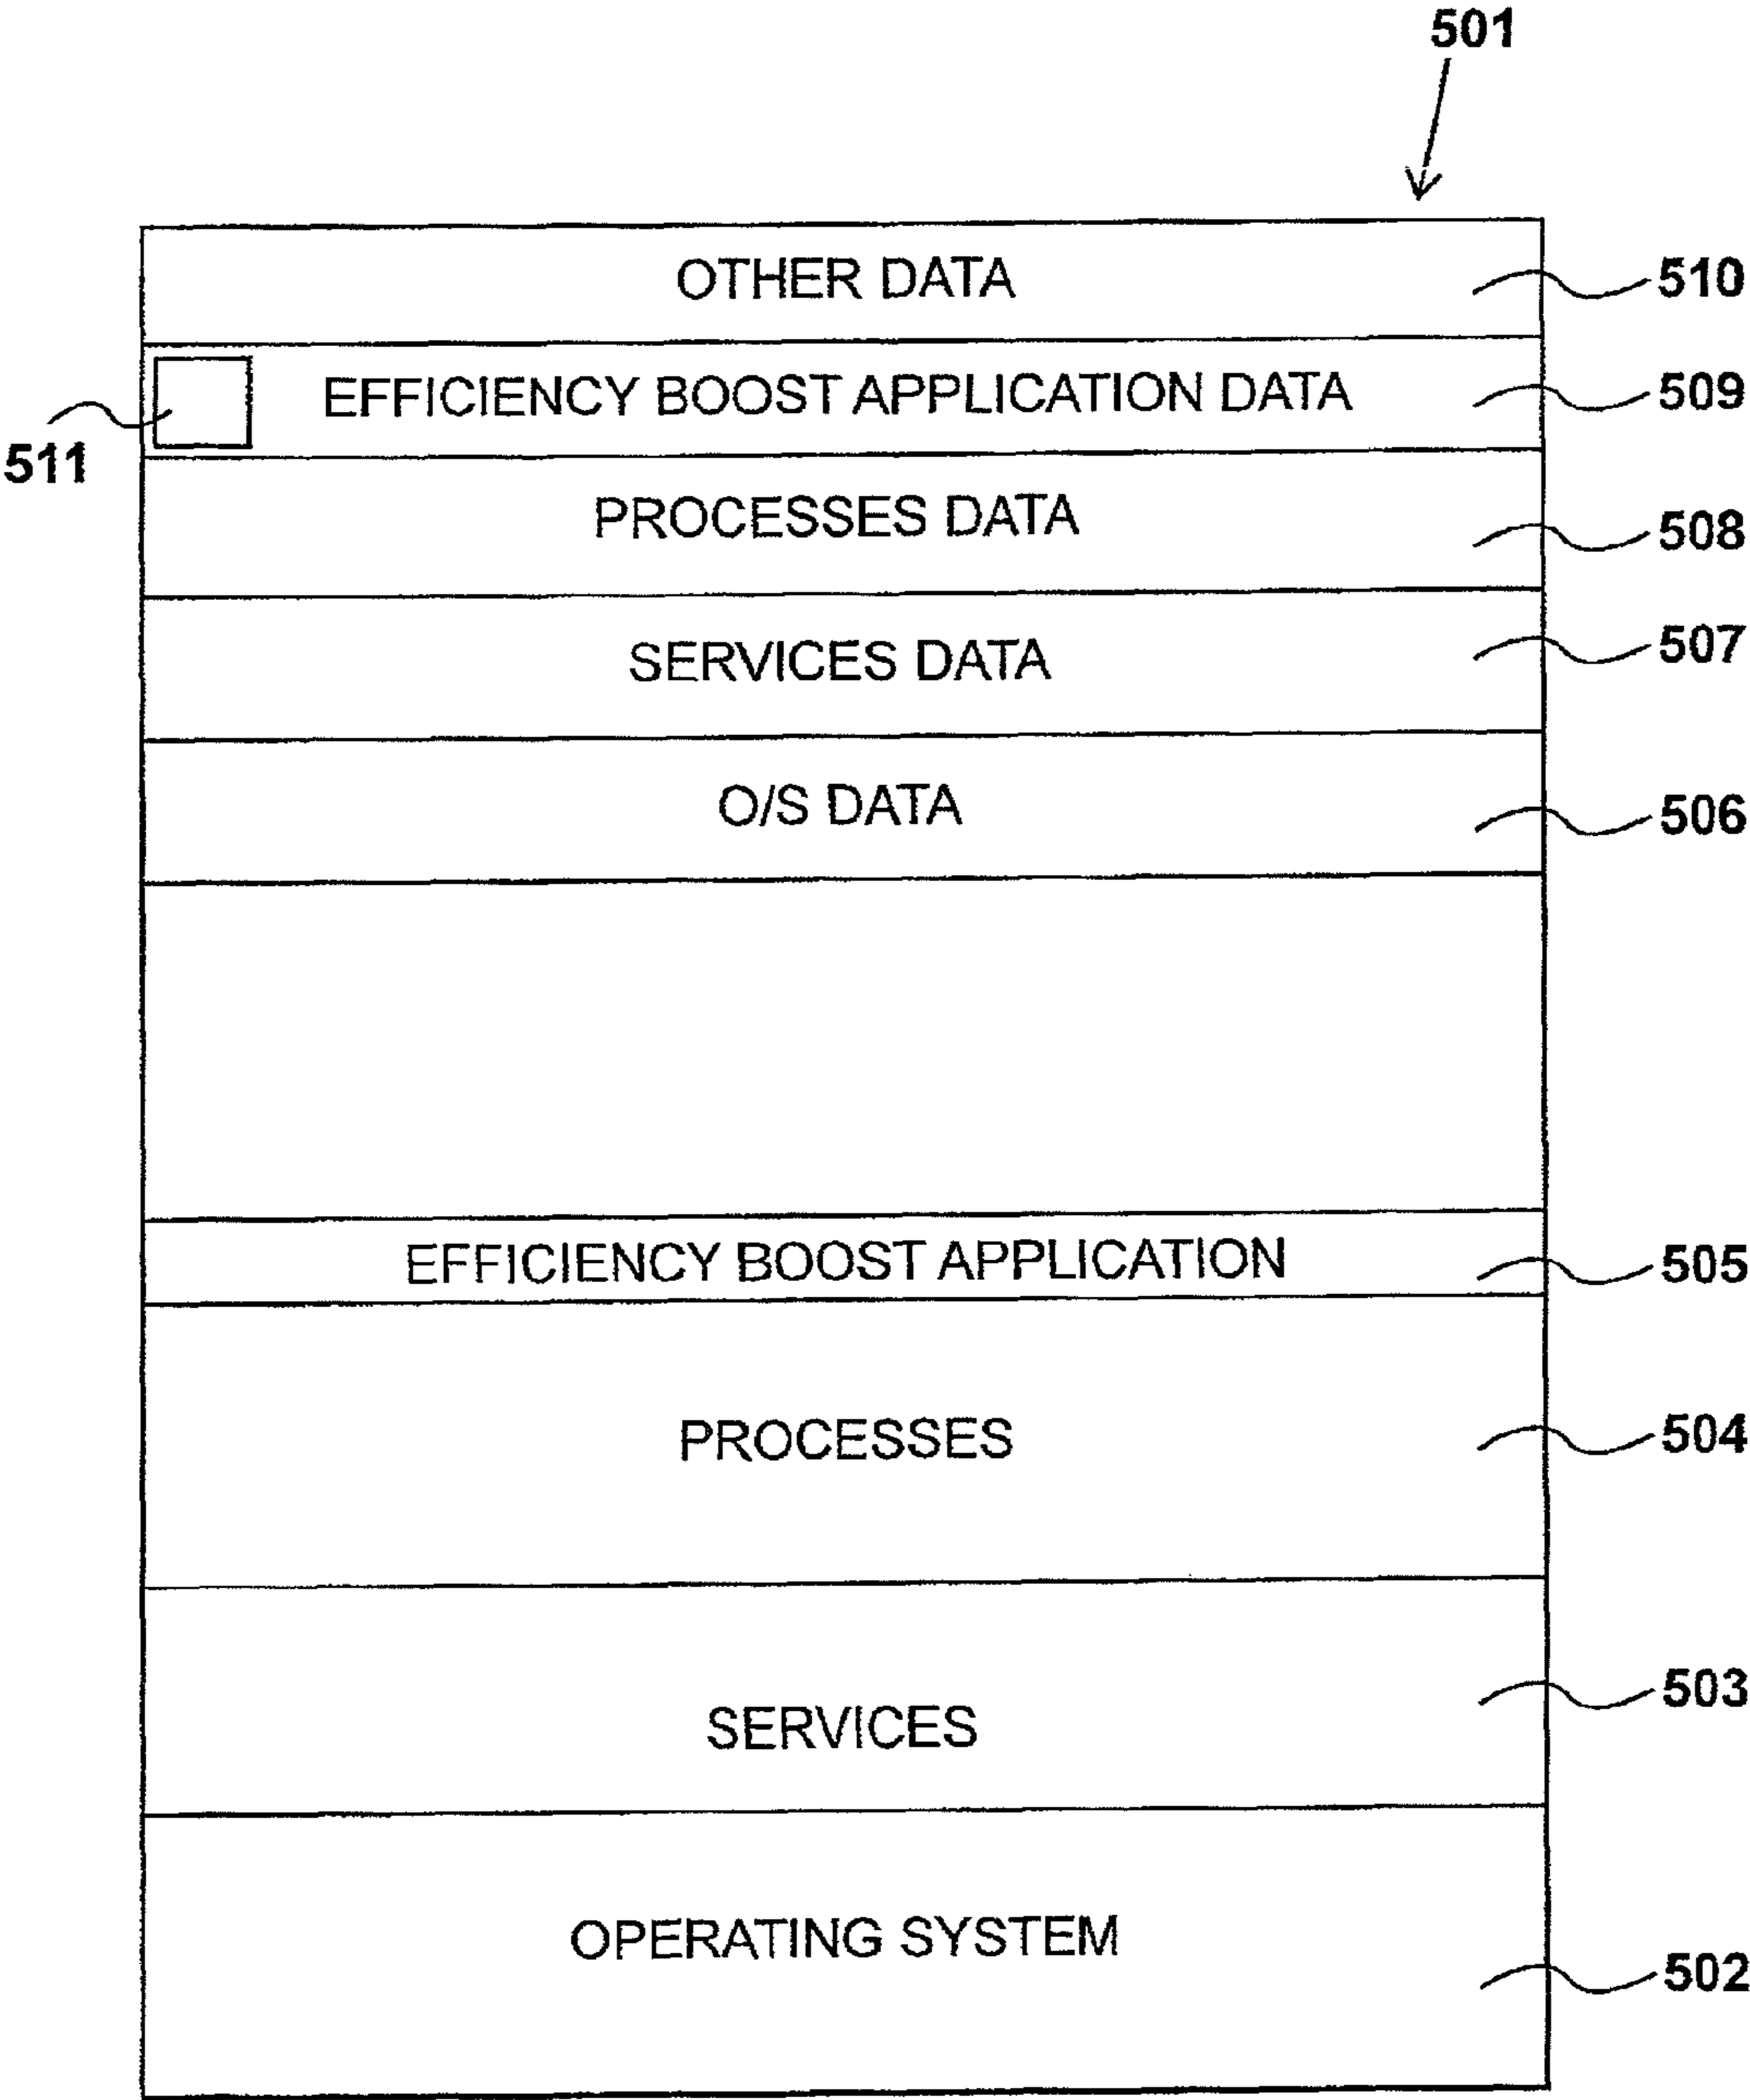 501
OTHER DATA
510
EFFICIENCY BOOST APPLICATION DATA
509
511
PROCESSES DATA
508
SERVICES DATA
507
O/S DATA
506
EFFICIENCY BOOST APPLICATION
505
PROCESSES
504
SERVICES
503
OPERATING SYSTEM
502